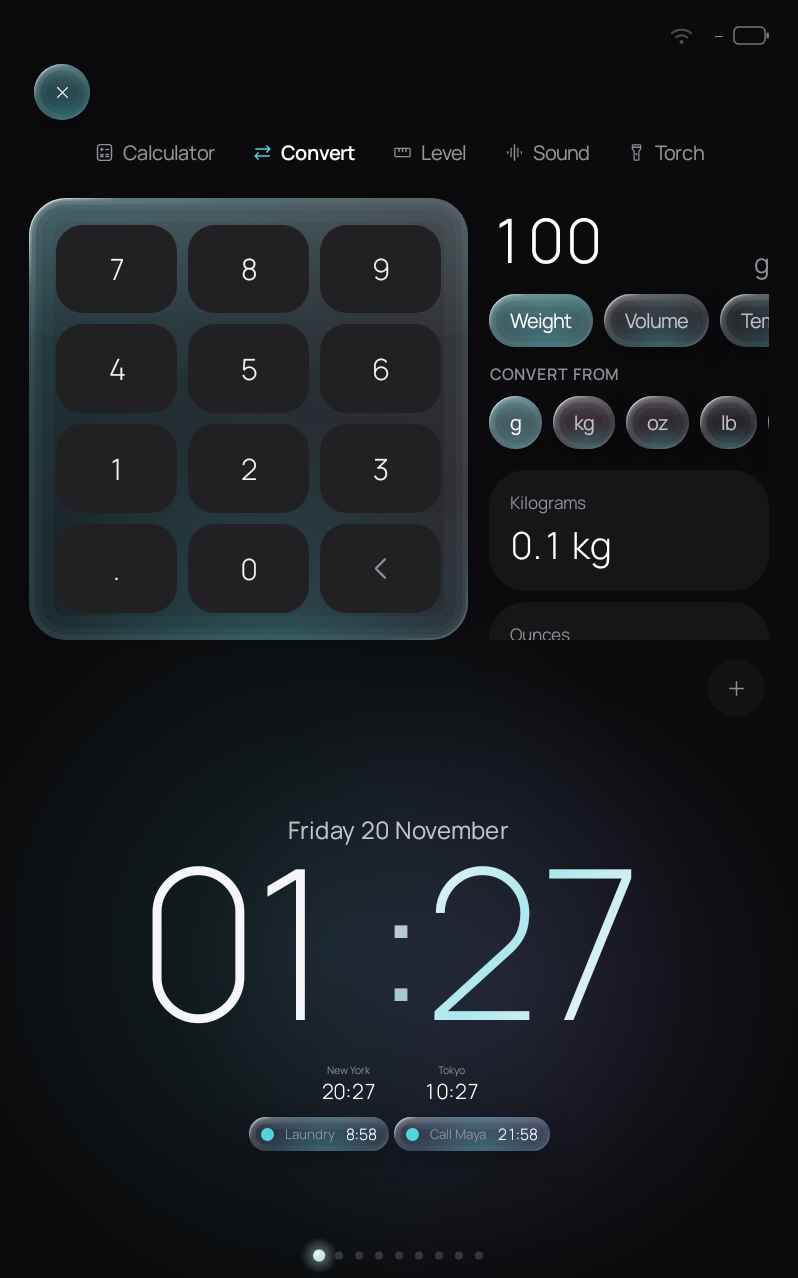 –
Calculator Convert Level Sound Torch
7 8 9
4 5 6
1 2 3
. 0
100
g
Weight Volume
CONVERT FROM
g kg oz lb
Kilograms
0.1 kg
Ounces
Friday 20 November
01:27
New York Tokyo
20:27 10:27
Laundry 8:58 Call Maya 21:58